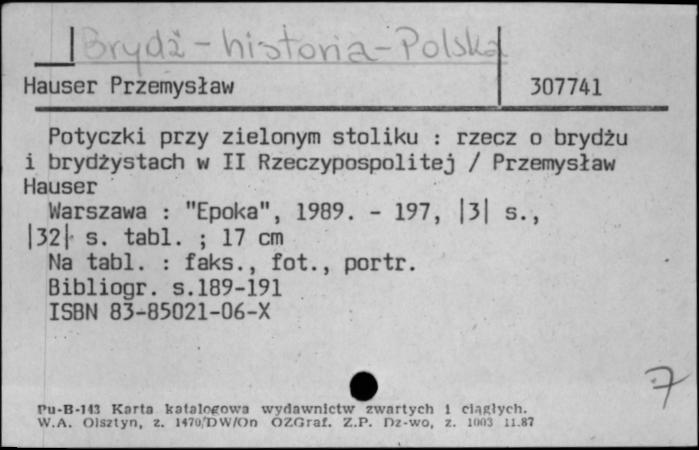 Brydż - historia - Polska
Hauser Przemysław 307741
Potyczki przy zielonym stoliku : rzecz o brydżu
i brydżystach w II Rzeczypospolitej / Przemysław
Hauser
Warszawa : "Epoka", 1989. - 197, |3| s.,
|32| s. tabl. ; 17 cm
Na tabl. : faks., fot., portr.
Bibliogr. s.189-191
ISBN 83-85021-06-X
7
Pu-B-143 Karta katalogowa wydawnictw zwartych i ciągłych.
W.A. Olsztyn, z. 1470/DW/On OZGraf. Z.P. Dz-wo, z. 1003 11.87